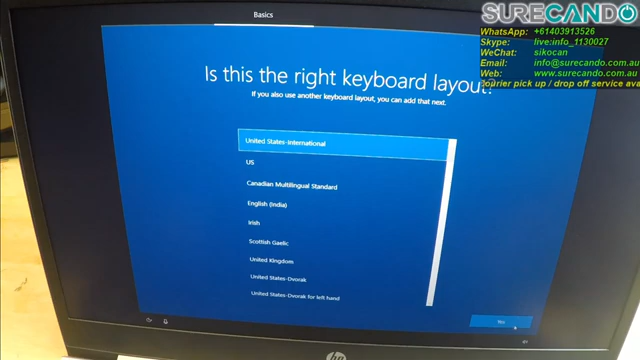 Basics
SURECANDO
WhatsApp: +61403913526
Skype: live:info_1130027
WeChat: sikocan
Email: info@surecando.com.au
Web: www.surecando.com.au
Courier pick up / drop off service ava
Is this the right keyboard layout?
If you also use another keyboard layout, you can add that next.
United States-International
US
Canadian Multilingual Standard
English (India)
Irish
Scottish Gaelic
United Kingdom
United States-Dvorak
United States-Dvorak for left hand
Yes
hp